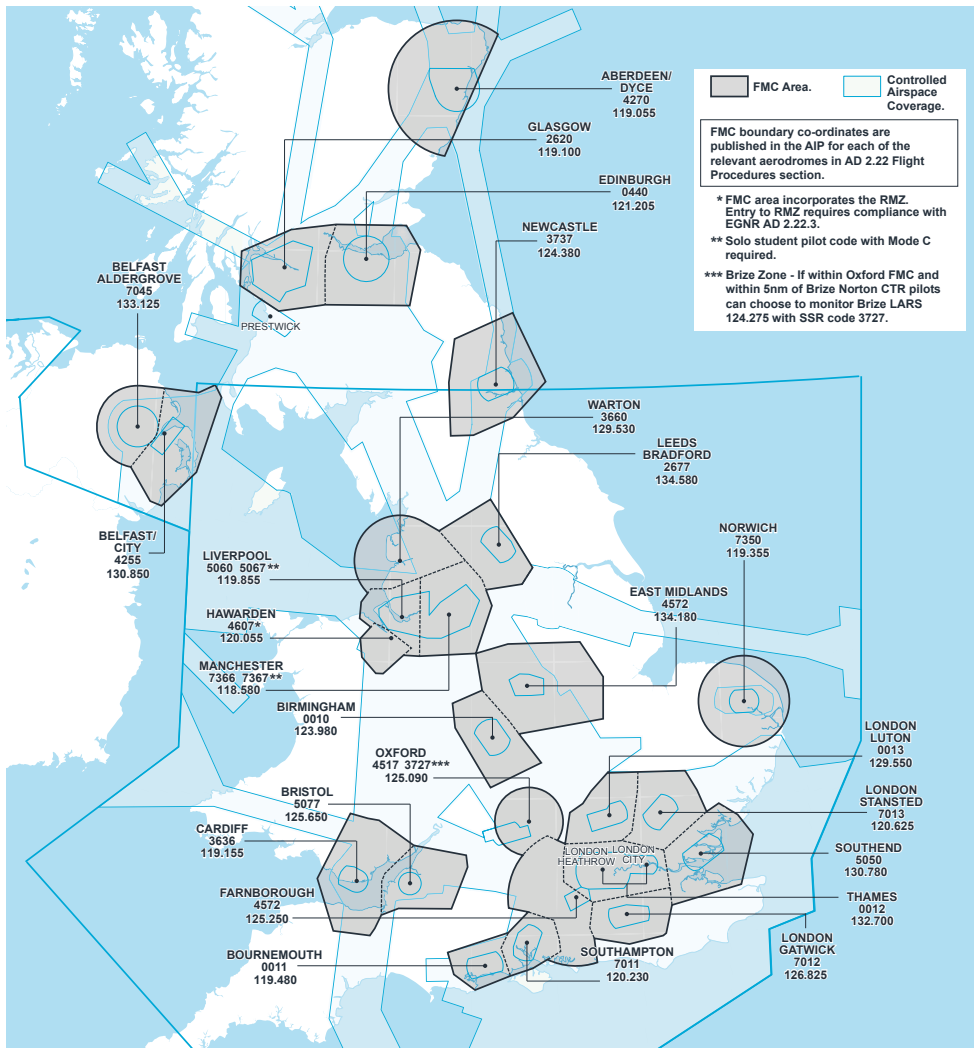 ABERDEEN/
DYCE
4270
119.055
GLASGOW
2620
119.100
EDINBURGH
0440
121.205
NEWCASTLE
3737
124.380
FMC Area.
Controlled
Airspace
Coverage.
FMC boundary co-ordinates are
published in the AIP for each of the
relevant aerodromes in AD 2.22 Flight
Procedures section.
* FMC area incorporates the RMZ.
Entry to RMZ requires compliance with
EGNR AD 2.22.3.
** Solo student pilot code with Mode C
required.
*** Brize Zone - If within Oxford FMC and
within 5nm of Brize Norton CTR pilots
can choose to monitor Brize LARS
124.275 with SSR code 3727.
BELFAST
ALDERGROVE
7045
133.125
PRESTWICK
WARTON
3660
129.530
LEEDS
BRADFORD
2677
134.580
BELFAST/
CITY
4255
130.850
LIVERPOOL
5060 5067**
119.855
NORWICH
7350
119.355
HAWARDEN
4607*
120.055
EAST MIDLANDS
4572
134.180
MANCHESTER
7366 7367**
118.580
BIRMINGHAM
0010
123.980
OXFORD
4517 3727***
125.090
LONDON
LUTON
0013
129.550
BRISTOL
5077
125.650
LONDON
STANSTED
7013
120.625
CARDIFF
3636
119.155
LONDON
HEATHROW
LONDON
CITY
SOUTHEND
5050
130.780
FARNBOROUGH
4572
125.250
THAMES
0012
132.700
BOURNEMOUTH
0011
119.480
SOUTHAMPTON
7011
120.230
LONDON
GATWICK
7012
126.825